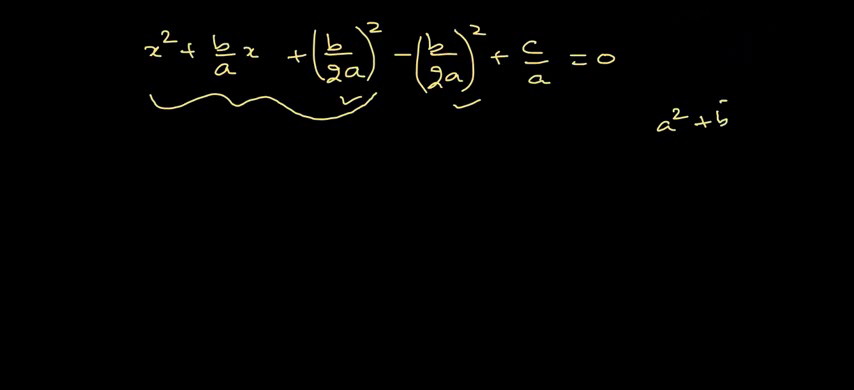 x² + b/a x + (b/2a)² - (b/2a)² + c/a = 0
a² + b